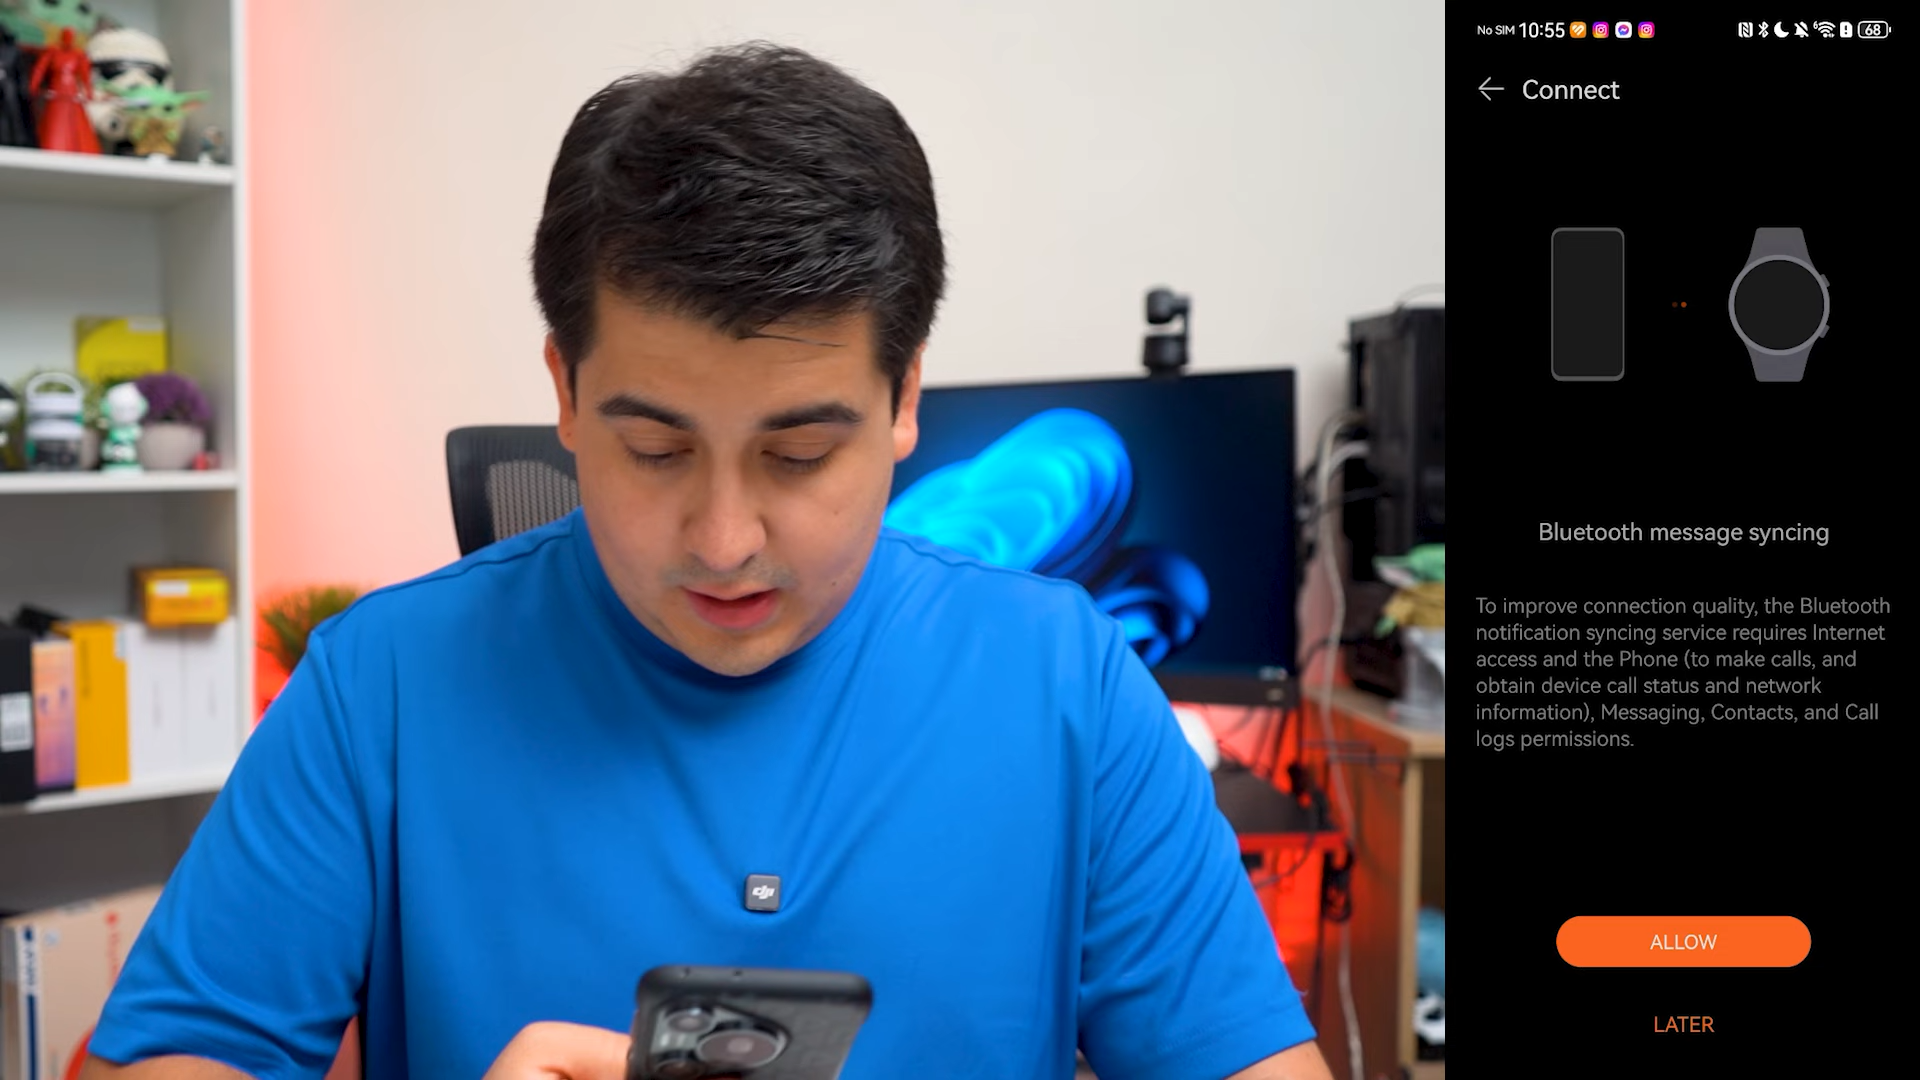 No SIM 10:55 6 68
Connect
Bluetooth message syncing
To improve connection quality, the Bluetooth
notification syncing service requires Internet
access and the Phone (to make calls, and
obtain device call status and network
information), Messaging, Contacts, and Call
logs permissions.
ALLOW
LATER
dji